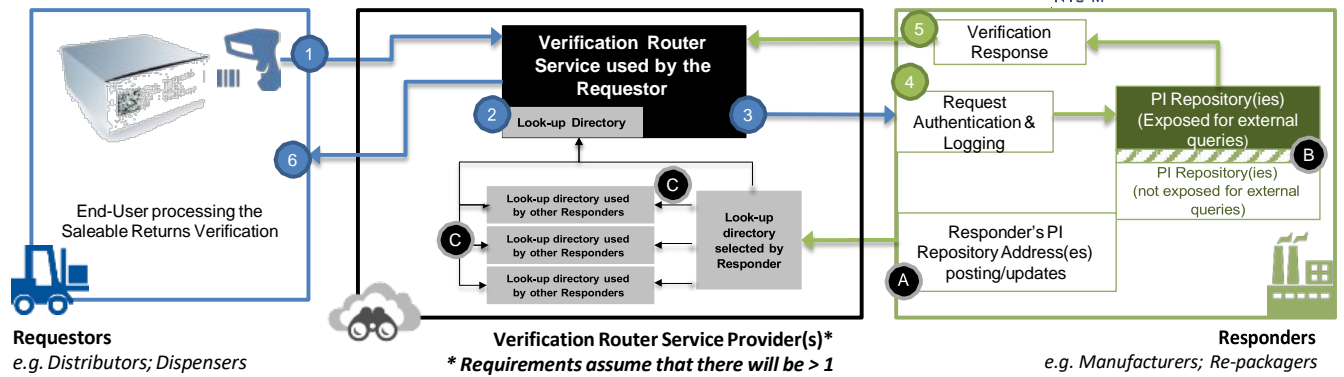 1
Verification Router
Service used by the
Requestor
2
Look-up Directory
3
6
End-User processing the
Saleable Returns Verification
C
Look-up directory used
by other Responders
C
Look-up directory used
by other Responders
Look-up directory used
by other Responders
Look-up
directory
selected by
Responder
5
Verification
Response
4
Request
Authentication &
Logging
PI Repository(ies)
(Exposed for external
queries)
B
PI Repository(ies)
(not exposed for external
queries)
Responder's PI
Repository Address(es)
posting/updates
A
Requestors
e.g. Distributors; Dispensers
Verification Router Service Provider(s)*
* Requirements assume that there will be > 1
Responders
e.g. Manufacturers; Re-packagers